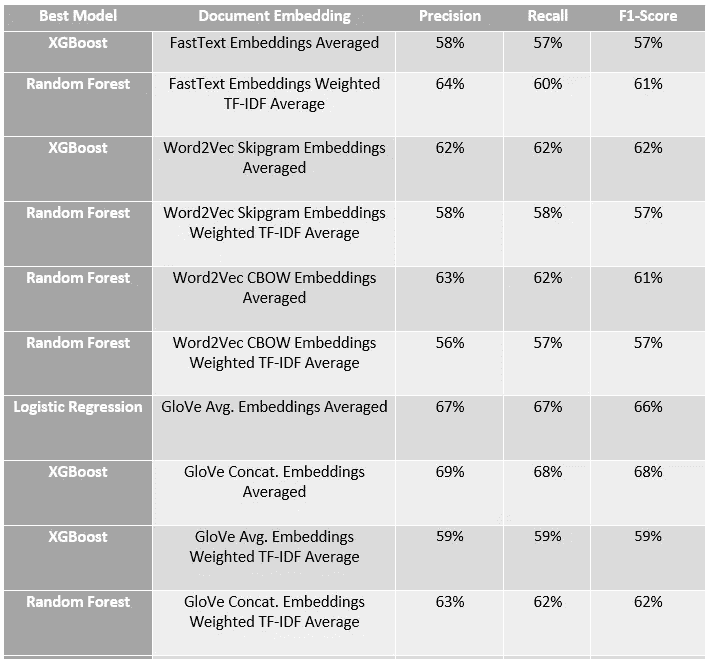 Best Model Document Embedding Precision Recall F1-Score
XGBoost FastText Embeddings Averaged 58% 57% 57%
Random Forest FastText Embeddings Weighted 64% 60% 61%
TF-IDF Average
XGBoost Word2Vec Skipgram Embeddings 62% 62% 62%
Averaged
Random Forest Word2Vec Skipgram Embeddings 58% 58% 57%
Weighted TF-IDF Average
Random Forest Word2Vec CBOW Embeddings 63% 62% 61%
Averaged
Random Forest Word2Vec CBOW Embeddings 56% 57% 57%
Weighted TF-IDF Average
Logistic Regression GloVe Avg. Embeddings Averaged 67% 67% 66%
XGBoost GloVe Concat. Embeddings 69% 68% 68%
Averaged
XGBoost GloVe Avg. Embeddings 59% 59% 59%
Weighted TF-IDF Average
Random Forest GloVe Concat. Embeddings 63% 62% 62%
Weighted TF-IDF Average